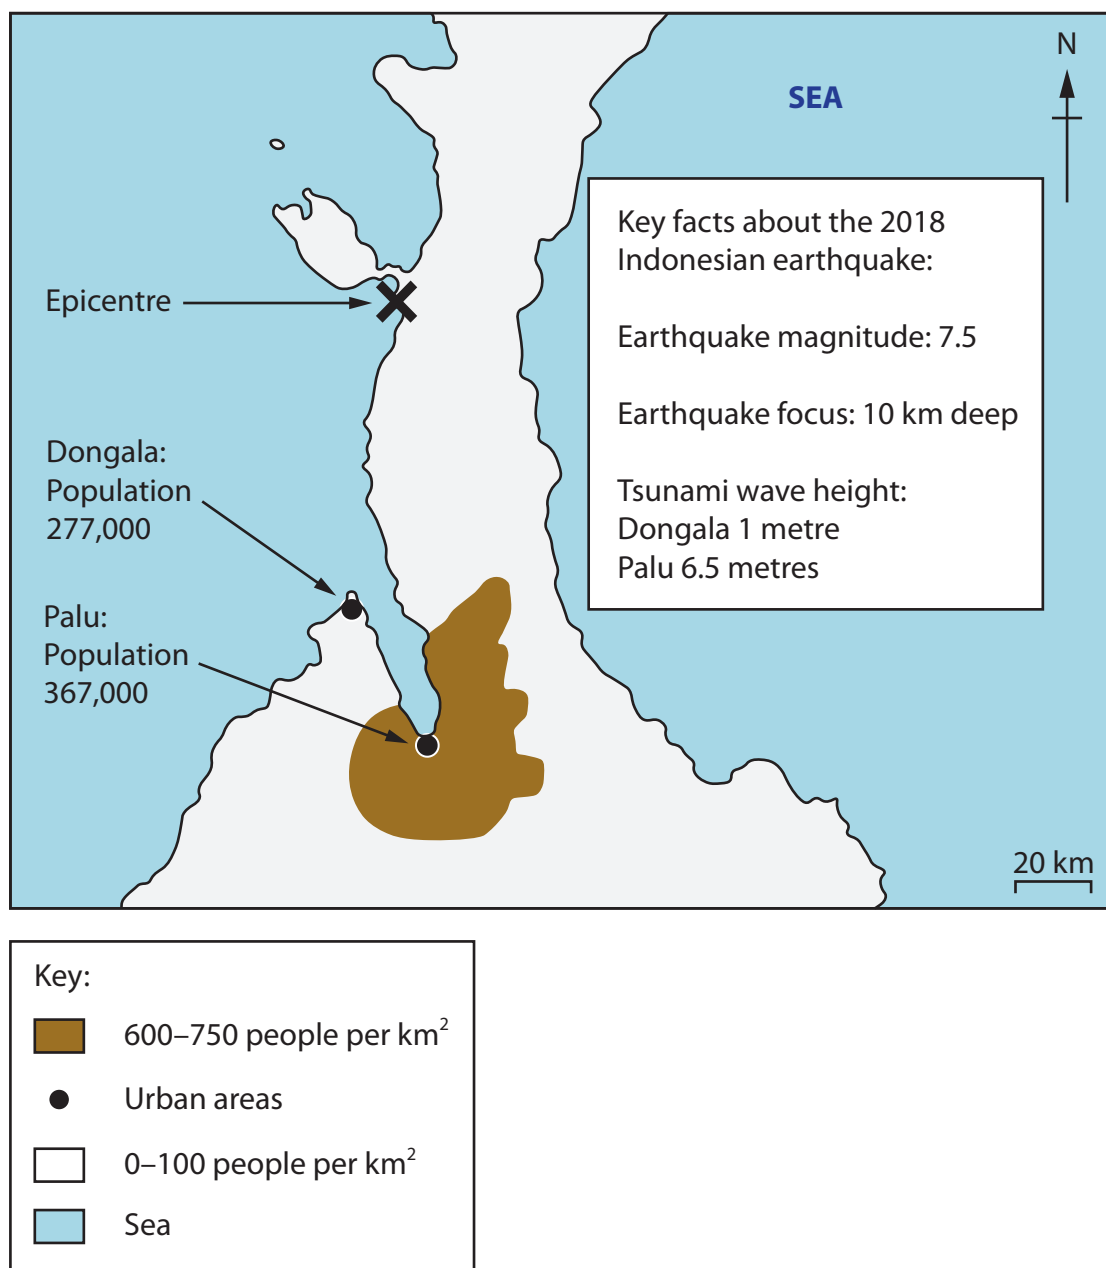 N
SEA
Key facts about the 2018
Indonesian earthquake:
Earthquake magnitude: 7.5
Earthquake focus: 10 km deep
Tsunami wave height:
Dongala 1 metre
Palu 6.5 metres
Epicentre
Dongala:
Population
277,000
Palu:
Population
367,000
20 km
Key:
600–750 people per km²
Urban areas
0–100 people per km²
Sea